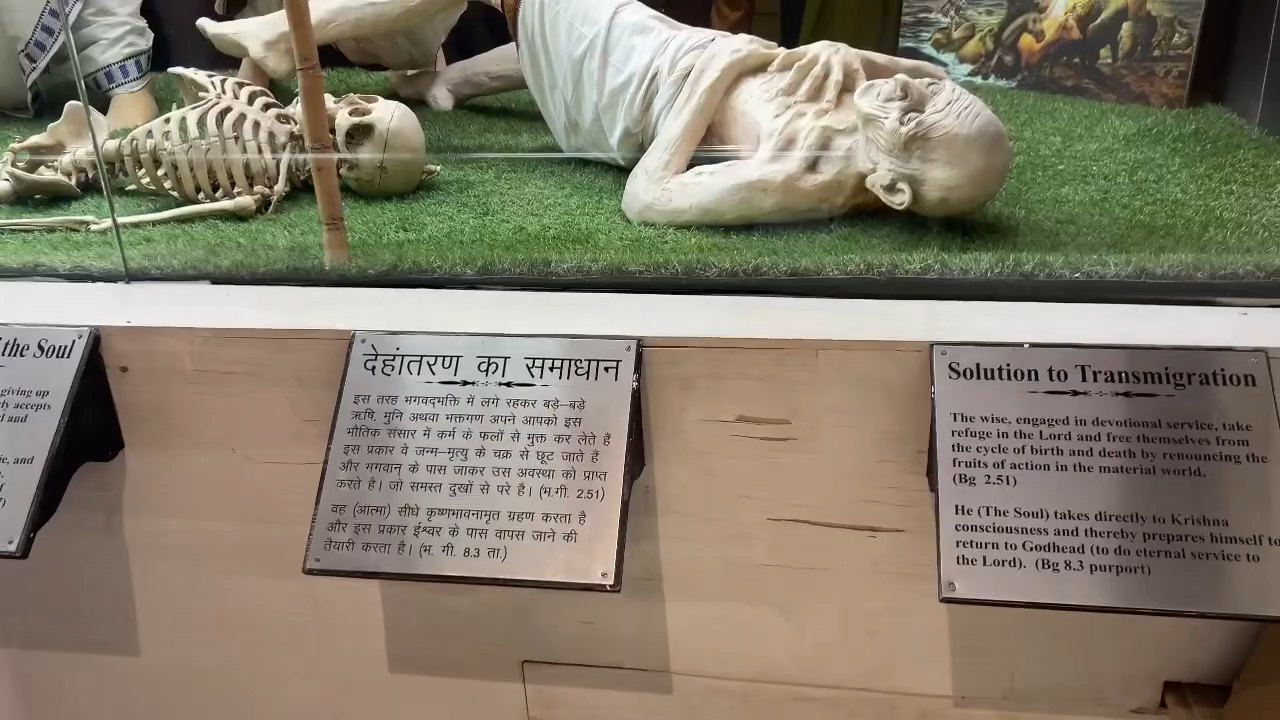 the Soul
giving up
accepts
and
and
देहांतरण का समाधान
इस तरह भगवद्भक्ति में लगे रहकर बड़े–बड़े
ऋषि, मुनि अथवा भक्तगण अपने आपको इस
भौतिक संसार में कर्म के फलों से मुक्त कर लेते हैं
इस प्रकार वे जन्म–मृत्यु के चक्र से छूट जाते हैं
और भगवान् के पास जाकर उस अवस्था को प्राप्त
करते है। जो समस्त दुखों से परे है। (भ.गी. 2.51)
वह (आत्मा) सीधे कृष्णभावनामृत ग्रहण करता है
और इस प्रकार ईश्वर के पास वापस जाने की
तैयारी करता है। (भ. गी. 8.3 ता.)
Solution to Transmigration
The wise, engaged in devotional service, take
refuge in the Lord and free themselves from
the cycle of birth and death by renouncing the
fruits of action in the material world.
(Bg 2.51)
He (The Soul) takes directly to Krishna
consciousness and thereby prepares himself to
return to Godhead (to do eternal service to
the Lord). (Bg 8.3 purport)